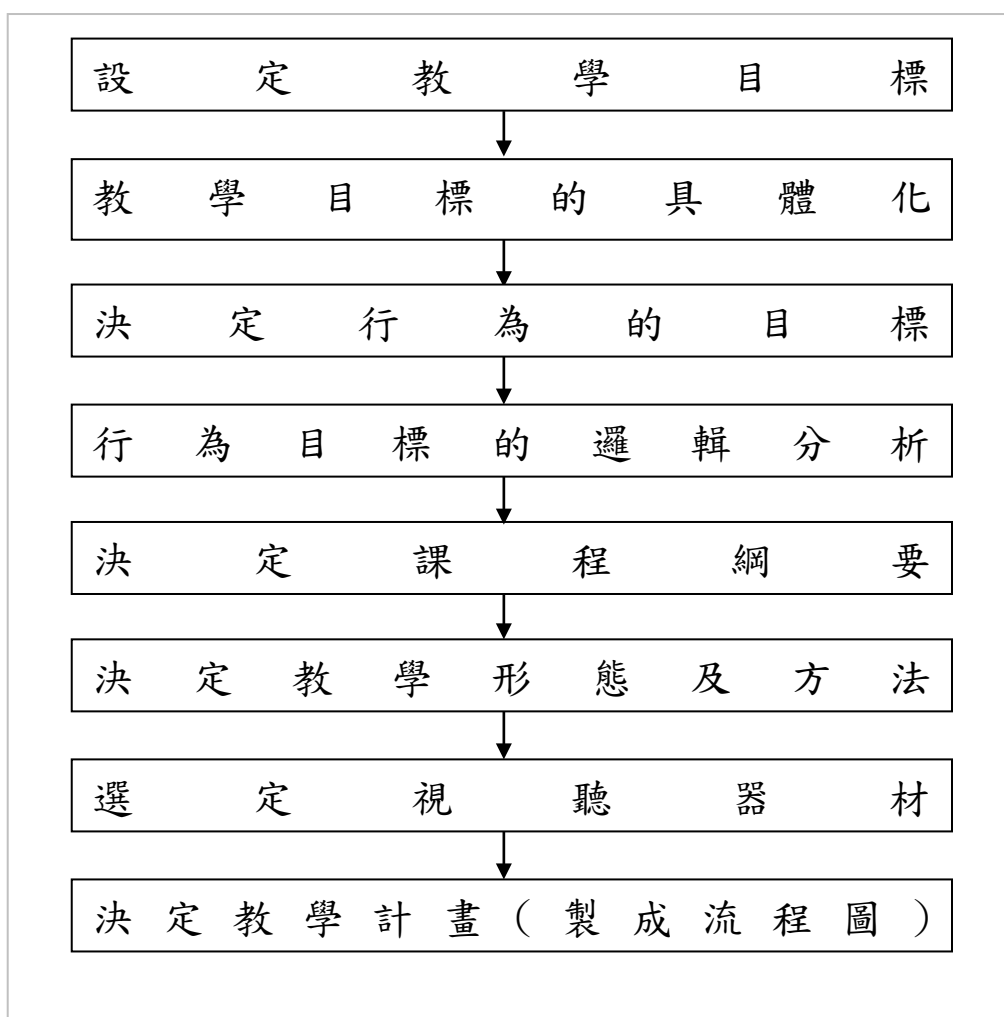 設定教學目標
教學目標的具體化
決定行為的目標
行為目標的邏輯分析
決定課程綱要
決定教學形態及方法
選定視聽器材
決定教學計畫(製成流程圖)